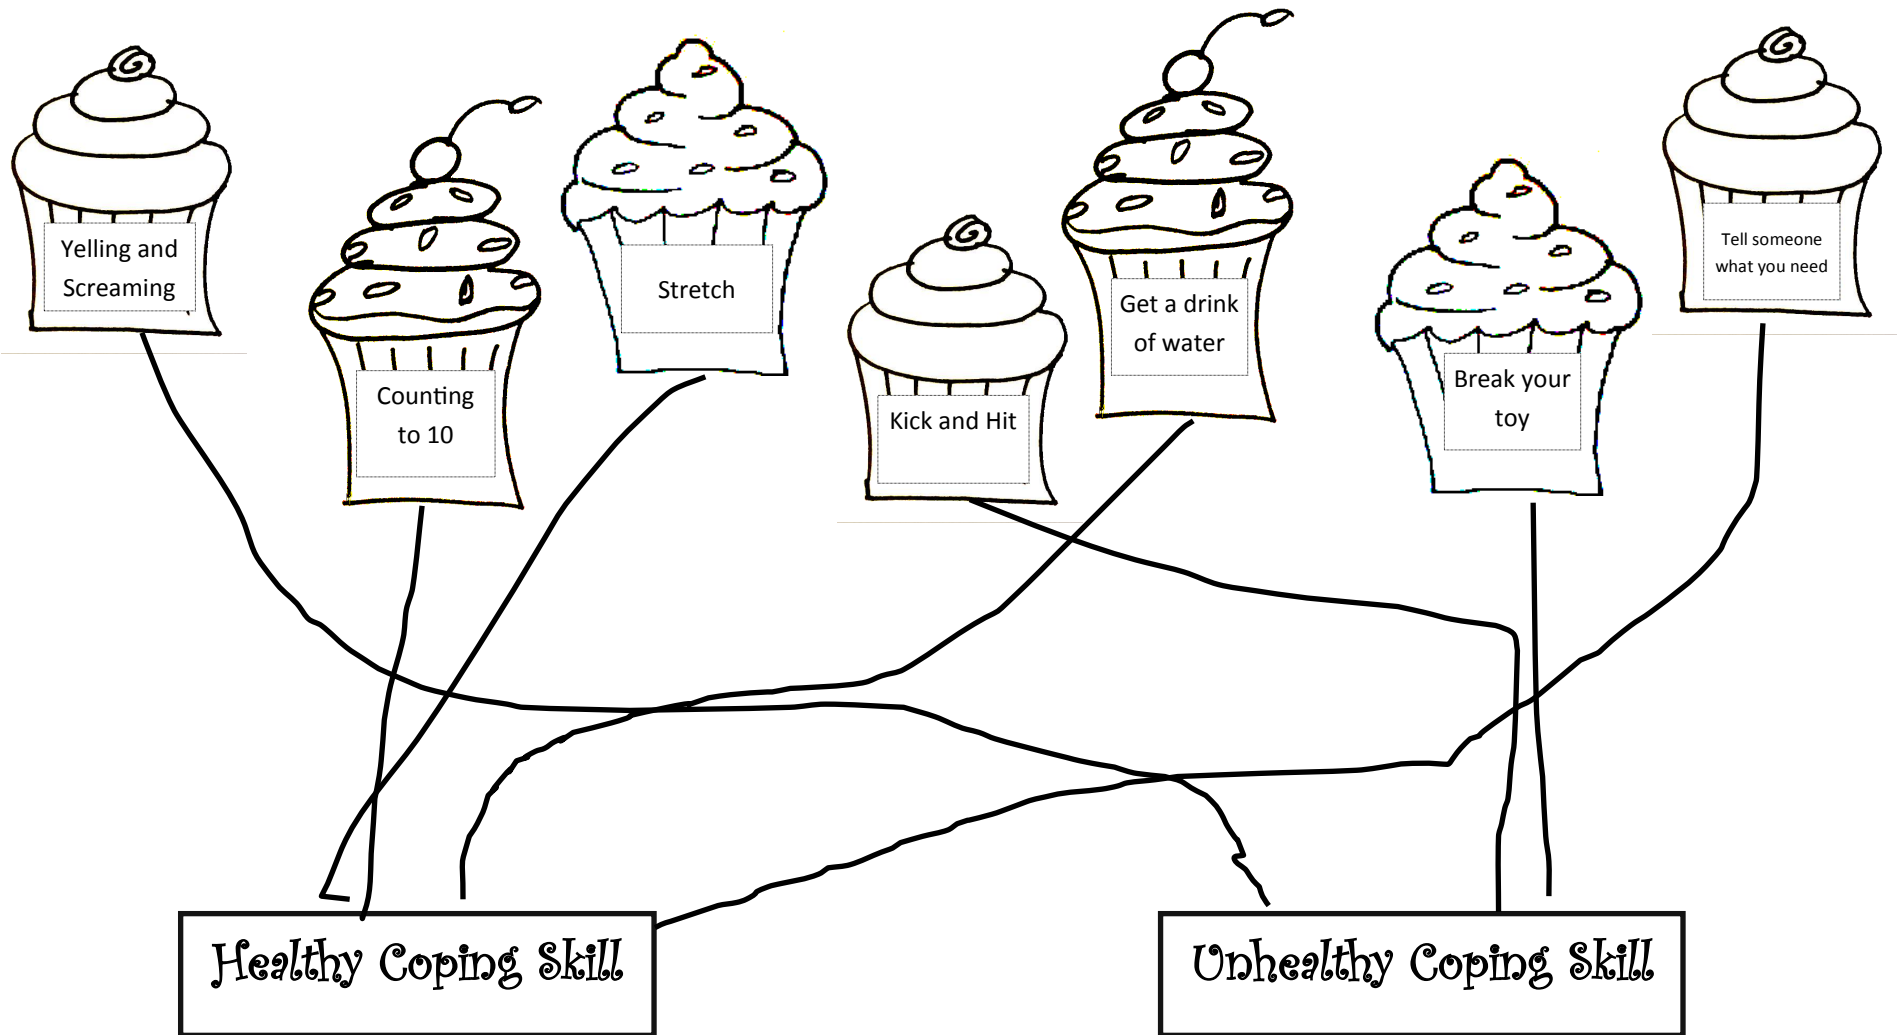 Yelling and
Screaming
Counting
to 10
Stretch
Kick and Hit
Get a drink
of water
Break your
toy
Tell someone
what you need
Healthy Coping Skill
Unhealthy Coping Skill